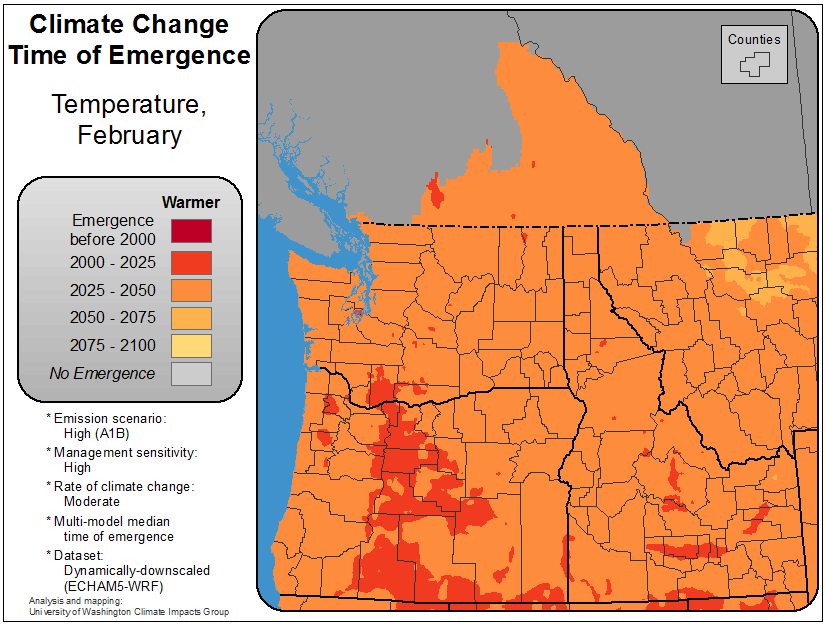 Climate Change
Time of Emergence
Temperature,
February
Warmer
Emergence
before 2000
2000 - 2025
2025 - 2050
2050 - 2075
2075 - 2100
No Emergence
* Emission scenario:
High (A1B)
* Management sensitivity:
High
* Rate of climate change:
Moderate
* Multi-model median
time of emergence
* Dataset:
Dynamically-downscaled
(ECHAM5-WRF)
Analysis and mapping:
University of Washington Climate Impacts Group
Counties